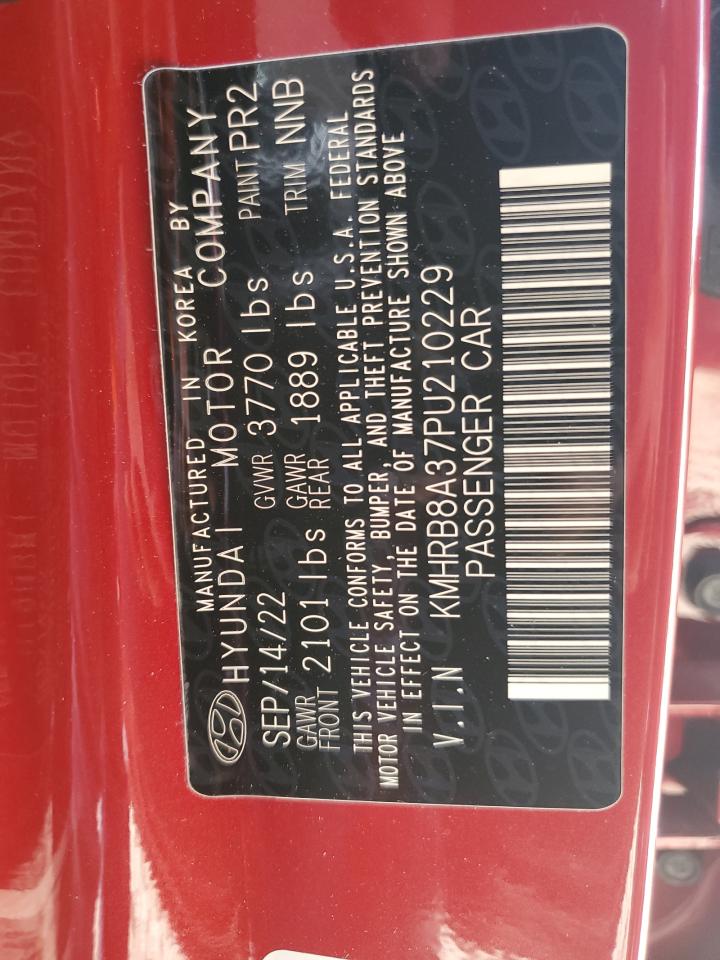 MANUFACTURED IN KOREA BY
HYUNDAI MOTOR COMPANY
SEP/14/22 GVWR 3770 lbs PAINT PR2
GAWR FRONT 2101 lbs GAWR REAR 1889 lbs TRIM NNB
THIS VEHICLE CONFORMS TO ALL APPLICABLE U.S.A. FEDERAL
MOTOR VEHICLE SAFETY, BUMPER, AND THEFT PREVENTION STANDARDS
IN EFFECT ON THE DATE OF MANUFACTURE SHOWN ABOVE
V.I.N KMHRB8A37PU210229
PASSENGER CAR